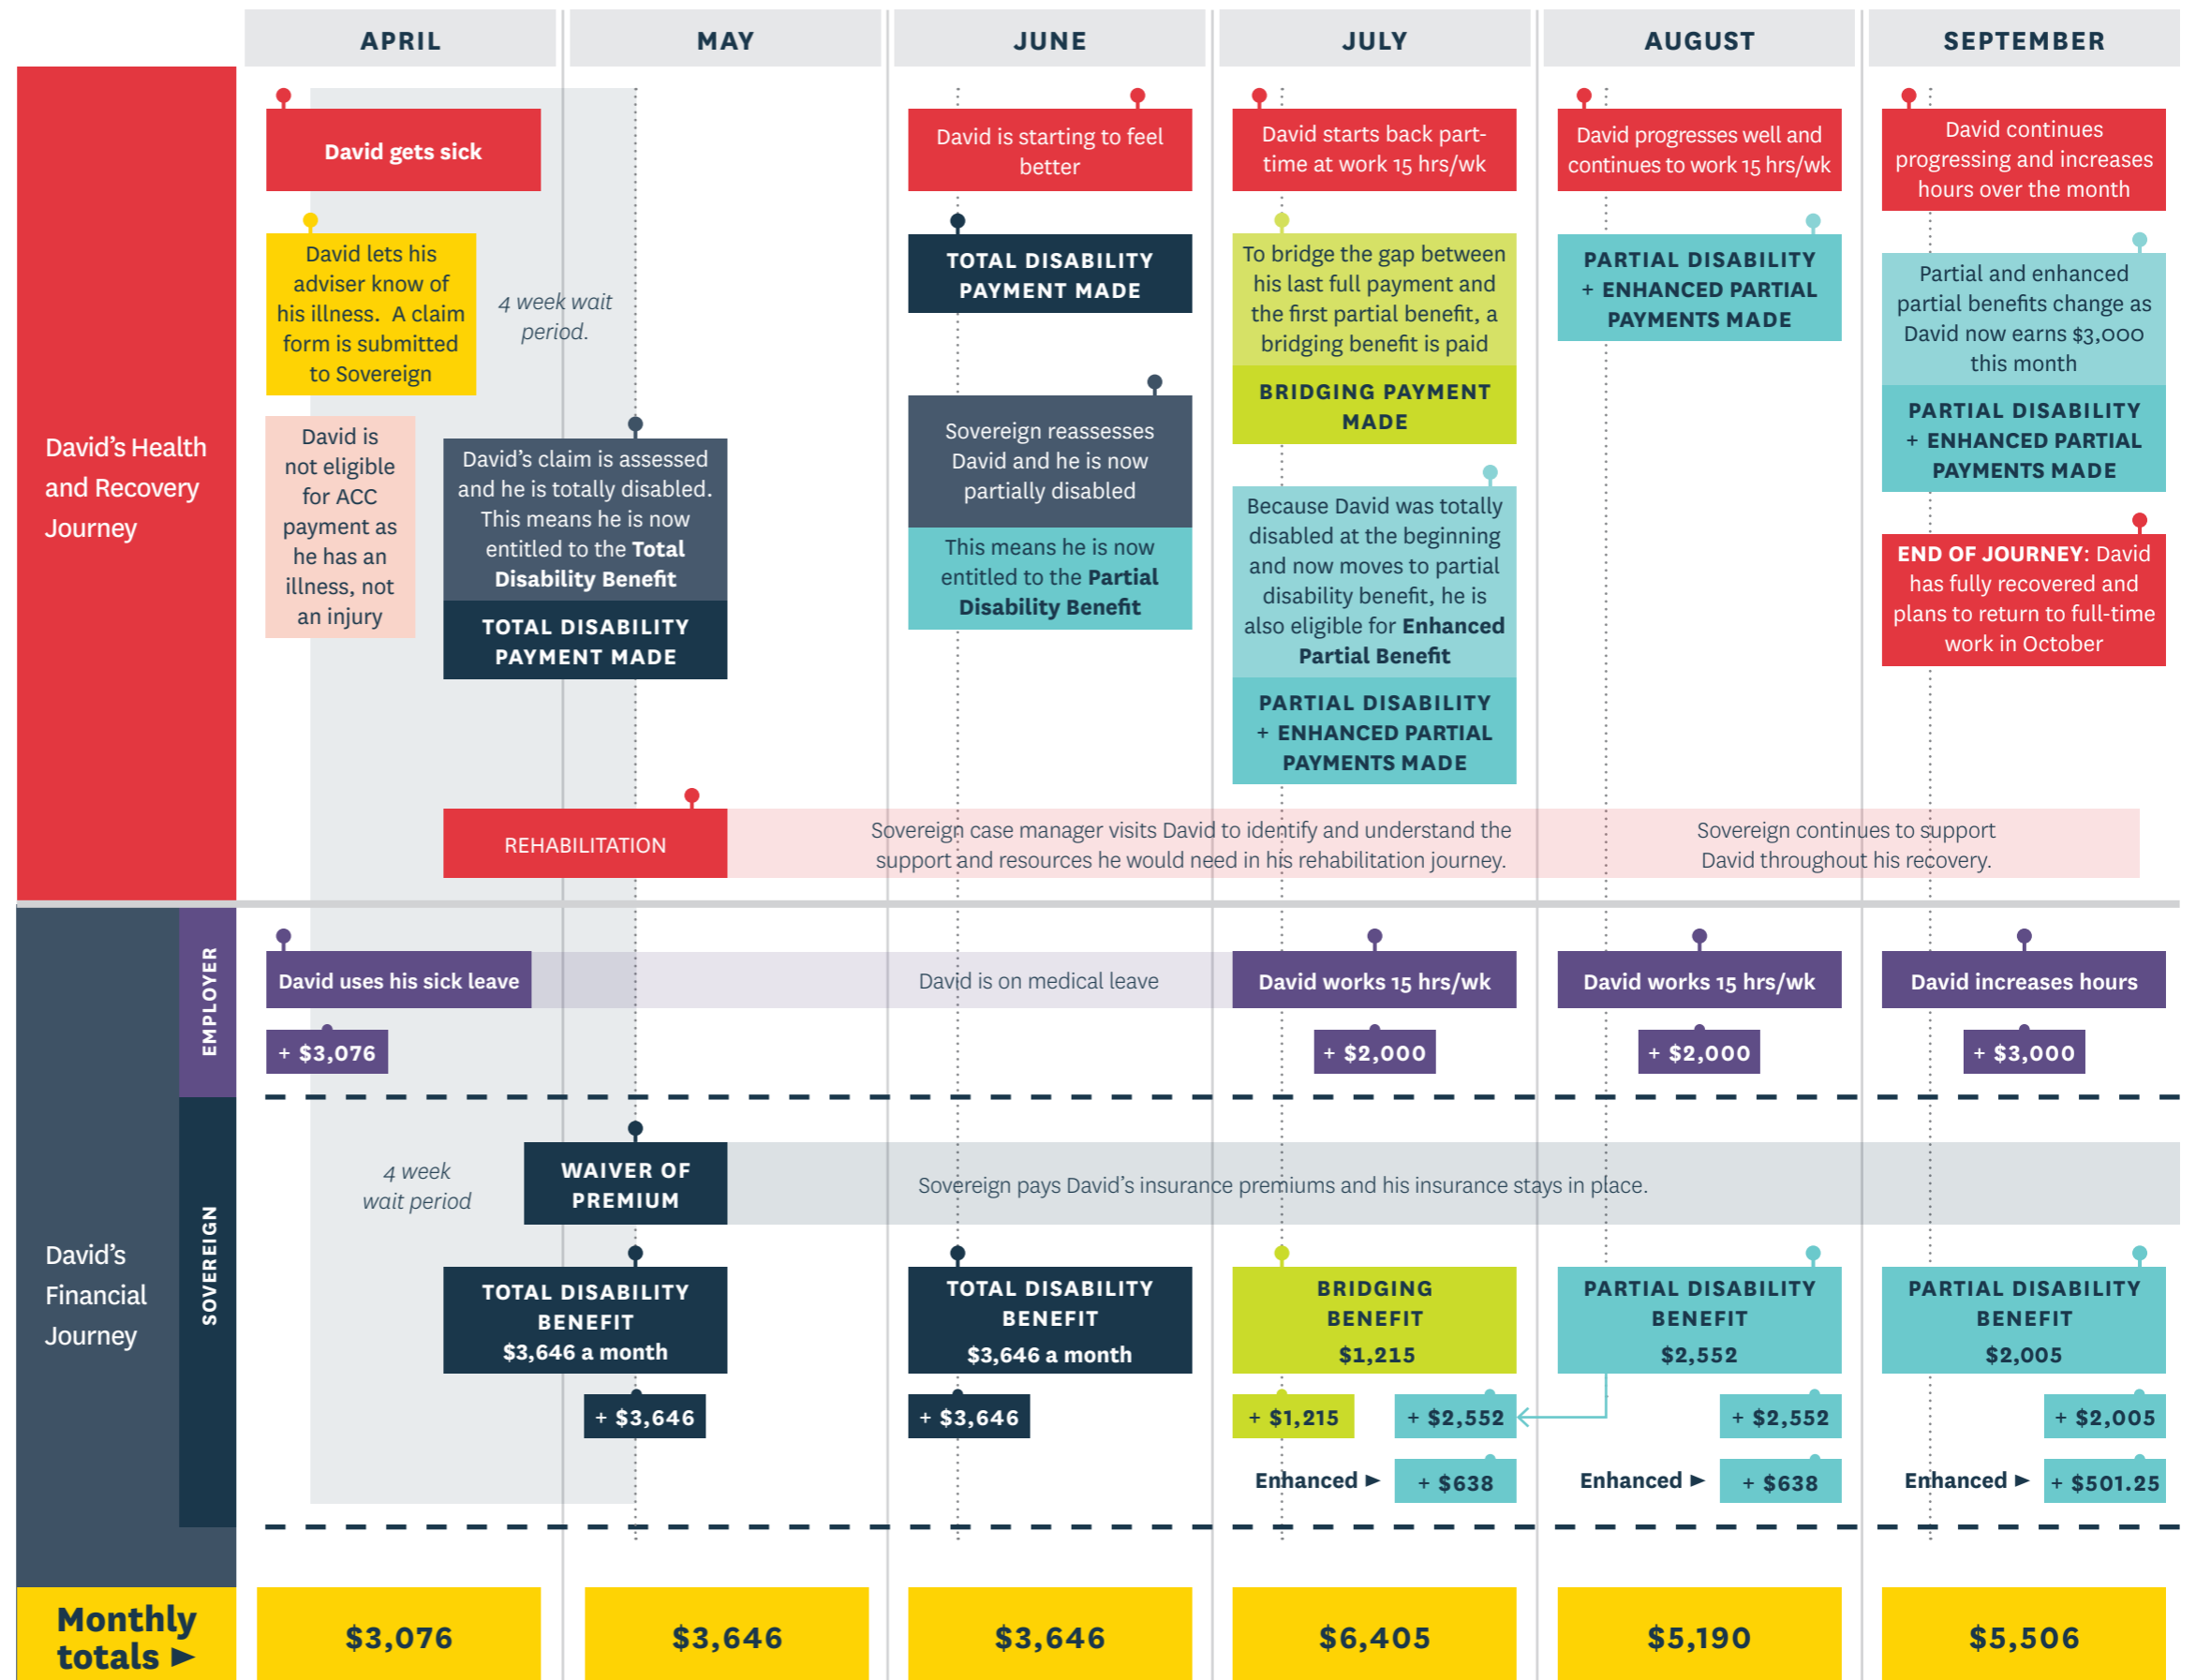 APRIL
MAY
JUNE
JULY
AUGUST
SEPTEMBER
David's Health
and Recovery
Journey
David gets sick
David lets his
adviser know of
his illness.  A claim
form is submitted
to Sovereign
David is
not eligible
for ACC
payment as
he has an
illness, not
an injury
4 week wait
period.
David's claim is assessed
and he is totally disabled.
This means he is now
entitled to the Total
Disability Benefit
TOTAL DISABILITY
PAYMENT MADE
David is starting to feel
better
TOTAL DISABILITY
PAYMENT MADE
Sovereign reassesses
David and he is now
partially disabled
This means he is now
entitled to the Partial
Disability Benefit
David starts back part-
time at work 15 hrs/wk
To bridge the gap between
his last full payment and
the first partial benefit, a
bridging benefit is paid
BRIDGING PAYMENT
MADE
Because David was totally
disabled at the beginning
and now moves to partial
disability benefit, he is
also eligible for Enhanced
Partial Benefit
PARTIAL DISABILITY
+ ENHANCED PARTIAL
PAYMENTS MADE
David progresses well and
continues to work 15 hrs/wk
PARTIAL DISABILITY
+ ENHANCED PARTIAL
PAYMENTS MADE
David continues
progressing and increases
hours over the month
Partial and enhanced
partial benefits change as
David now earns $3,000
this month
PARTIAL DISABILITY
+ ENHANCED PARTIAL
PAYMENTS MADE
END OF JOURNEY: David
has fully recovered and
plans to return to full-time
work in October
REHABILITATION
Sovereign case manager visits David to identify and understand the
support and resources he would need in his rehabilitation journey.
Sovereign continues to support
David throughout his recovery.
David's
Financial
Journey
EMPLOYER
David uses his sick leave
David is on medical leave
David works 15 hrs/wk
David works 15 hrs/wk
David increases hours
+ $3,076
+ $2,000
+ $2,000
+ $3,000
SOVEREIGN
4 week
wait period
WAIVER OF
PREMIUM
Sovereign pays David's insurance premiums and his insurance stays in place.
TOTAL DISABILITY
BENEFIT
$3,646 a month
+ $3,646
TOTAL DISABILITY
BENEFIT
$3,646 a month
+ $3,646
BRIDGING
BENEFIT
$1,215
+ $1,215
+ $2,552
Enhanced ►
+ $638
PARTIAL DISABILITY
BENEFIT
$2,552
+ $2,552
Enhanced ►
+ $638
PARTIAL DISABILITY
BENEFIT
$2,005
+ $2,005
Enhanced ►
+ $501.25
Monthly
totals ►
$3,076
$3,646
$3,646
$6,405
$5,190
$5,506